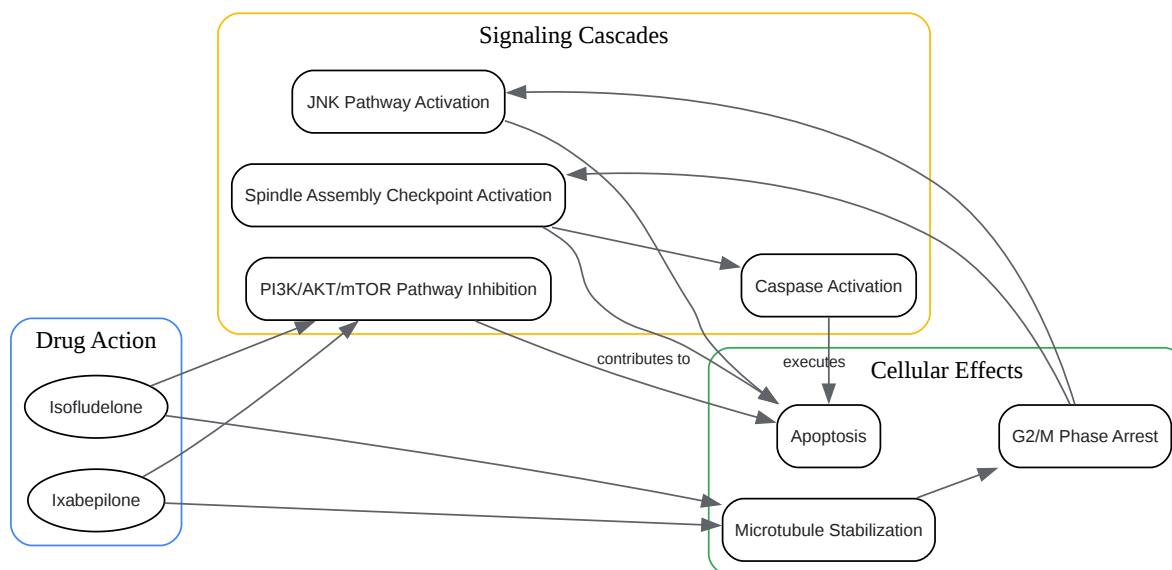 Signaling Cascades
JNK Pathway Activation
Spindle Assembly Checkpoint Activation
PI3K/AKT/mTOR Pathway Inhibition
Caspase Activation
Drug Action
Isofludelone
Ixabepilone
contributes to
executes
Cellular Effects
Apoptosis
G2/M Phase Arrest
Microtubule Stabilization